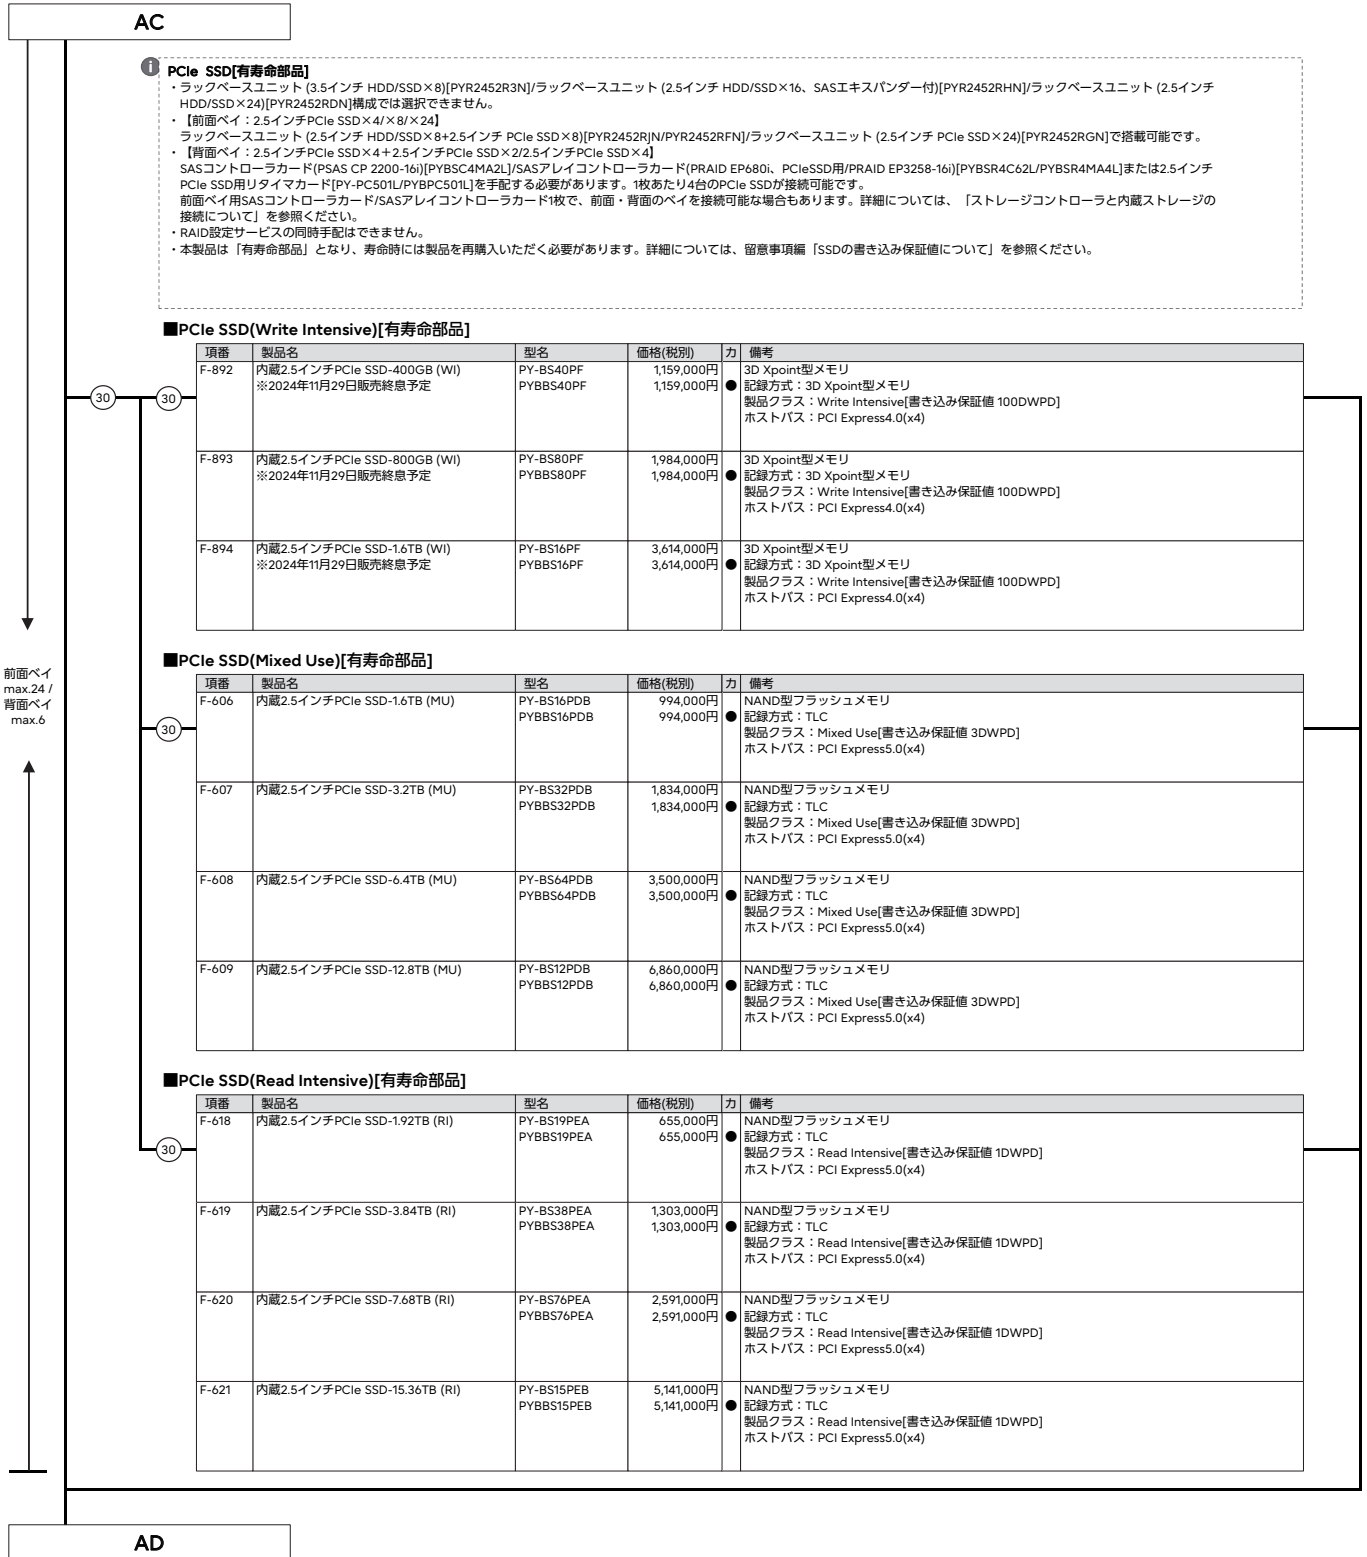 AC
PCIe SSD[有寿命部品]
・ラックベースユニット (3.5インチ HDD/SSD×8)[PYR2452R3N]/ラックベースユニット (2.5インチ HDD/SSD×16、SASエキスパンダー付)[PYR2452RHN]/ラックベースユニット (2.5インチ
HDD/SSD×24)[PYR2452RDN]構成では選択できません。
・【前面ベイ：2.5インチPCIe SSD×4/×8/×24】
ラックベースユニット (2.5インチ HDD/SSD×8+2.5インチ PCIe SSD×8)[PYR2452RJN/PYR2452RFN]/ラックベースユニット (2.5インチ PCIe SSD×24)[PYR2452RGN]で搭載可能です。
・【背面ベイ：2.5インチPCIe SSD×4＋2.5インチPCIe SSD×2/2.5インチPCIe SSD×4】
SASコントローラカード(PSAS CP 2200-16i)[PYBSC4MA2L]/SASアレイコントローラカード(PRAID EP680i、PCIeSSD用/PRAID EP3258-16i)[PYBSR4C62L/PYBSR4MA4L]または2.5インチ
PCIe SSD用リタイマカード[PY-PC501L/PYBPC501L]を手配する必要があります。1枚あたり4台のPCIe SSDが接続可能です。
前面ベイ用SASコントローラカード/SASアレイコントローラカード1枚で、前面・背面のベイを接続可能な場合もあります。詳細については、「ストレージコントローラと内蔵ストレージの
接続について」を参照ください。
・RAID設定サービスの同時手配はできません。
・本製品は「有寿命部品」となり、寿命時には製品を再購入いただく必要があります。詳細については、留意事項編「SSDの書き込み保証値について」を参照ください。
■PCIe SSD(Write Intensive)[有寿命部品]
項番 製品名 型名 価格(税別) カ 備考
F-892 内蔵2.5インチPCIe SSD-400GB (WI) PY-BS40PF 1,159,000円 3D Xpoint型メモリ
※2024年11月29日販売終息予定 PYBBS40PF 1,159,000円 ● 記録方式：3D Xpoint型メモリ
製品クラス：Write Intensive[書き込み保証値 100DWPD]
ホストバス：PCI Express4.0(x4)
30
30
F-893 内蔵2.5インチPCIe SSD-800GB (WI) PY-BS80PF 1,984,000円 3D Xpoint型メモリ
※2024年11月29日販売終息予定 PYBBS80PF 1,984,000円 ● 記録方式：3D Xpoint型メモリ
製品クラス：Write Intensive[書き込み保証値 100DWPD]
ホストバス：PCI Express4.0(x4)
F-894 内蔵2.5インチPCIe SSD-1.6TB (WI) PY-BS16PF 3,614,000円 3D Xpoint型メモリ
※2024年11月29日販売終息予定 PYBBS16PF 3,614,000円 ● 記録方式：3D Xpoint型メモリ
製品クラス：Write Intensive[書き込み保証値 100DWPD]
ホストバス：PCI Express4.0(x4)
前面ベイ
max.24 /
背面ベイ
max.6
■PCIe SSD(Mixed Use)[有寿命部品]
項番 製品名 型名 価格(税別) カ 備考
F-606 内蔵2.5インチPCIe SSD-1.6TB (MU) PY-BS16PDB 994,000円 NAND型フラッシュメモリ
PYBBS16PDB 994,000円 ● 記録方式：TLC
製品クラス：Mixed Use[書き込み保証値 3DWPD]
ホストバス：PCI Express5.0(x4)
30
F-607 内蔵2.5インチPCIe SSD-3.2TB (MU) PY-BS32PDB 1,834,000円 NAND型フラッシュメモリ
PYBBS32PDB 1,834,000円 ● 記録方式：TLC
製品クラス：Mixed Use[書き込み保証値 3DWPD]
ホストバス：PCI Express5.0(x4)
F-608 内蔵2.5インチPCIe SSD-6.4TB (MU) PY-BS64PDB 3,500,000円 NAND型フラッシュメモリ
PYBBS64PDB 3,500,000円 ● 記録方式：TLC
製品クラス：Mixed Use[書き込み保証値 3DWPD]
ホストバス：PCI Express5.0(x4)
F-609 内蔵2.5インチPCIe SSD-12.8TB (MU) PY-BS12PDB 6,860,000円 NAND型フラッシュメモリ
PYBBS12PDB 6,860,000円 ● 記録方式：TLC
製品クラス：Mixed Use[書き込み保証値 3DWPD]
ホストバス：PCI Express5.0(x4)
■PCIe SSD(Read Intensive)[有寿命部品]
項番 製品名 型名 価格(税別) カ 備考
F-618 内蔵2.5インチPCIe SSD-1.92TB (RI) PY-BS19PEA 655,000円 NAND型フラッシュメモリ
PYBBS19PEA 655,000円 ● 記録方式：TLC
製品クラス：Read Intensive[書き込み保証値 1DWPD]
ホストバス：PCI Express5.0(x4)
30
F-619 内蔵2.5インチPCIe SSD-3.84TB (RI) PY-BS38PEA 1,303,000円 NAND型フラッシュメモリ
PYBBS38PEA 1,303,000円 ● 記録方式：TLC
製品クラス：Read Intensive[書き込み保証値 1DWPD]
ホストバス：PCI Express5.0(x4)
F-620 内蔵2.5インチPCIe SSD-7.68TB (RI) PY-BS76PEA 2,591,000円 NAND型フラッシュメモリ
PYBBS76PEA 2,591,000円 ● 記録方式：TLC
製品クラス：Read Intensive[書き込み保証値 1DWPD]
ホストバス：PCI Express5.0(x4)
F-621 内蔵2.5インチPCIe SSD-15.36TB (RI) PY-BS15PEB 5,141,000円 NAND型フラッシュメモリ
PYBBS15PEB 5,141,000円 ● 記録方式：TLC
製品クラス：Read Intensive[書き込み保証値 1DWPD]
ホストバス：PCI Express5.0(x4)
AD